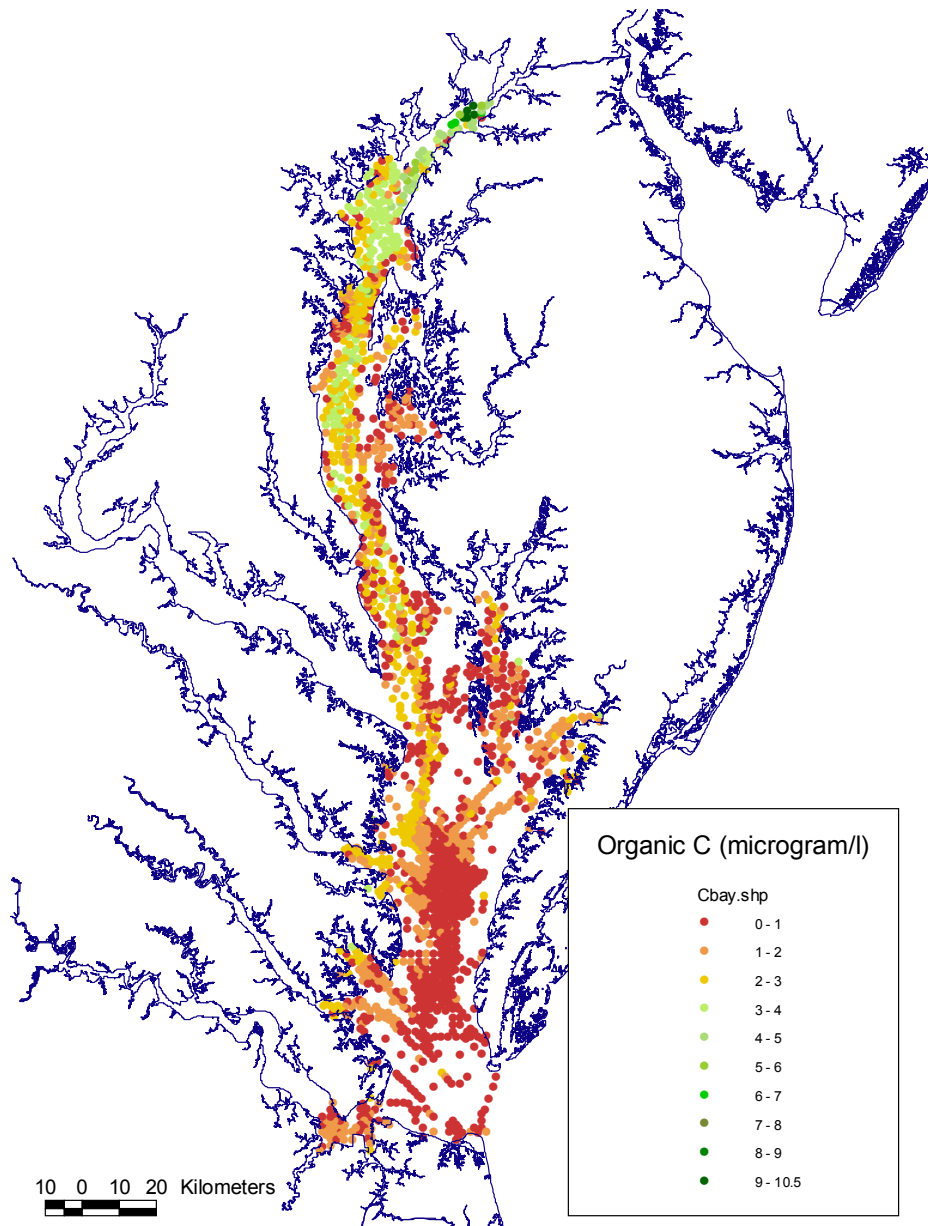 Organic C (microgram/l)
Cbay.shp
0 - 1
1 - 2
2 - 3
3 - 4
4 - 5
5 - 6
6 - 7
7 - 8
8 - 9
9 - 10.5
10 0 10 20 Kilometers